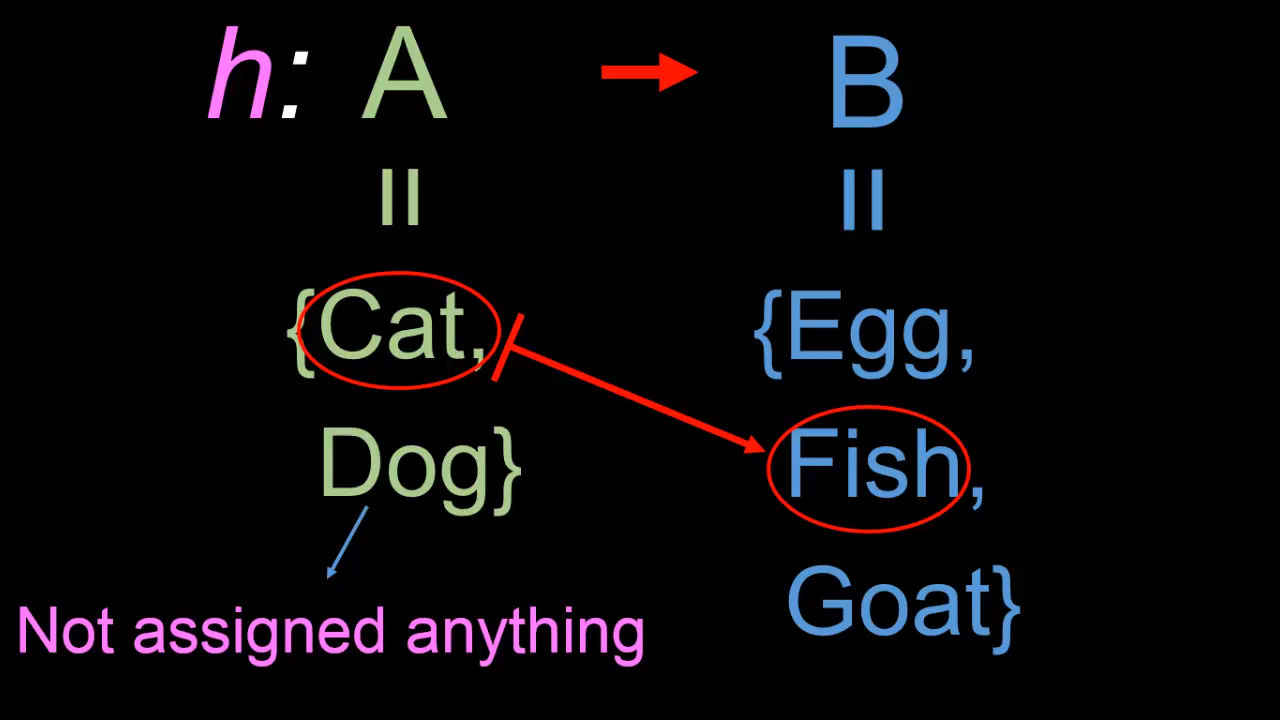 h: A → B
= =
{Cat, {Egg,
Dog} Fish,
Not assigned anything Goat}